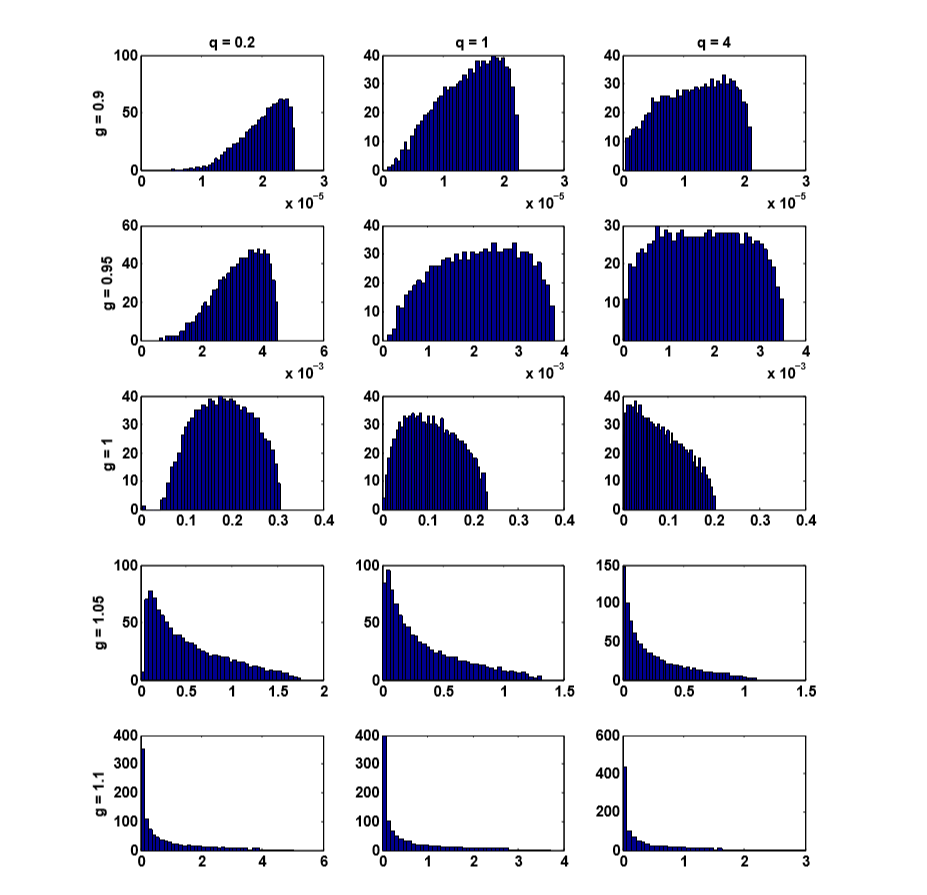 q = 0.2 q = 1 q = 4
g = 0.9
100 50 0
0 1 2 3
x 10^-5
40 30 20 10 0
0 1 2 3
x 10^-5
40 30 20 10 0
0 1 2 3
x 10^-5
g = 0.95
60 40 20 0
0 2 4 6
x 10^-3
40 30 20 10 0
0 1 2 3 4
x 10^-3
30 20 10 0
0 1 2 3 4
x 10^-3
g = 1
40 30 20 10 0
0 0.1 0.2 0.3 0.4
40 30 20 10 0
0 0.1 0.2 0.3 0.4
40 30 20 10 0
0 0.1 0.2 0.3 0.4
g = 1.05
100 50 0
0 0.5 1 1.5 2
100 50 0
0 0.5 1 1.5
150 100 50 0
0 0.5 1 1.5
g = 1.1
400 300 200 100 0
0 2 4 6
400 300 200 100 0
0 1 2 3 4
600 400 200 0
0 1 2 3